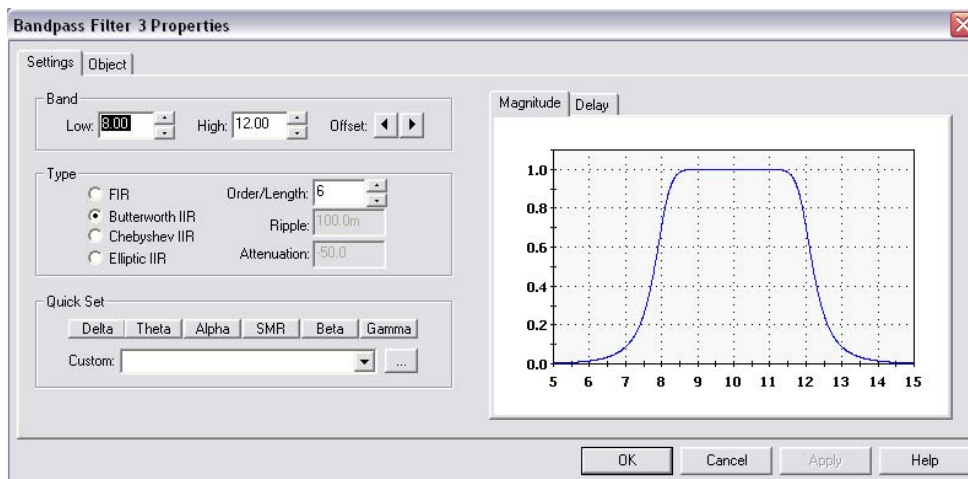 Bandpass Filter 3 Properties
Settings Object
Band
Low: 8.00 High: 12.00 Offset:
Type
FIR
Butterworth IIR
Chebyshev IIR
Elliptic IIR
Order/Length: 6
Ripple: 100.0m
Attenuation: -50.0
Quick Set
Delta Theta Alpha SMR Beta Gamma
Custom: ...
Magnitude Delay
1.0
0.8
0.6
0.4
0.2
0.0
5 6 7 8 9 10 11 12 13 14 15
OK Cancel Apply Help